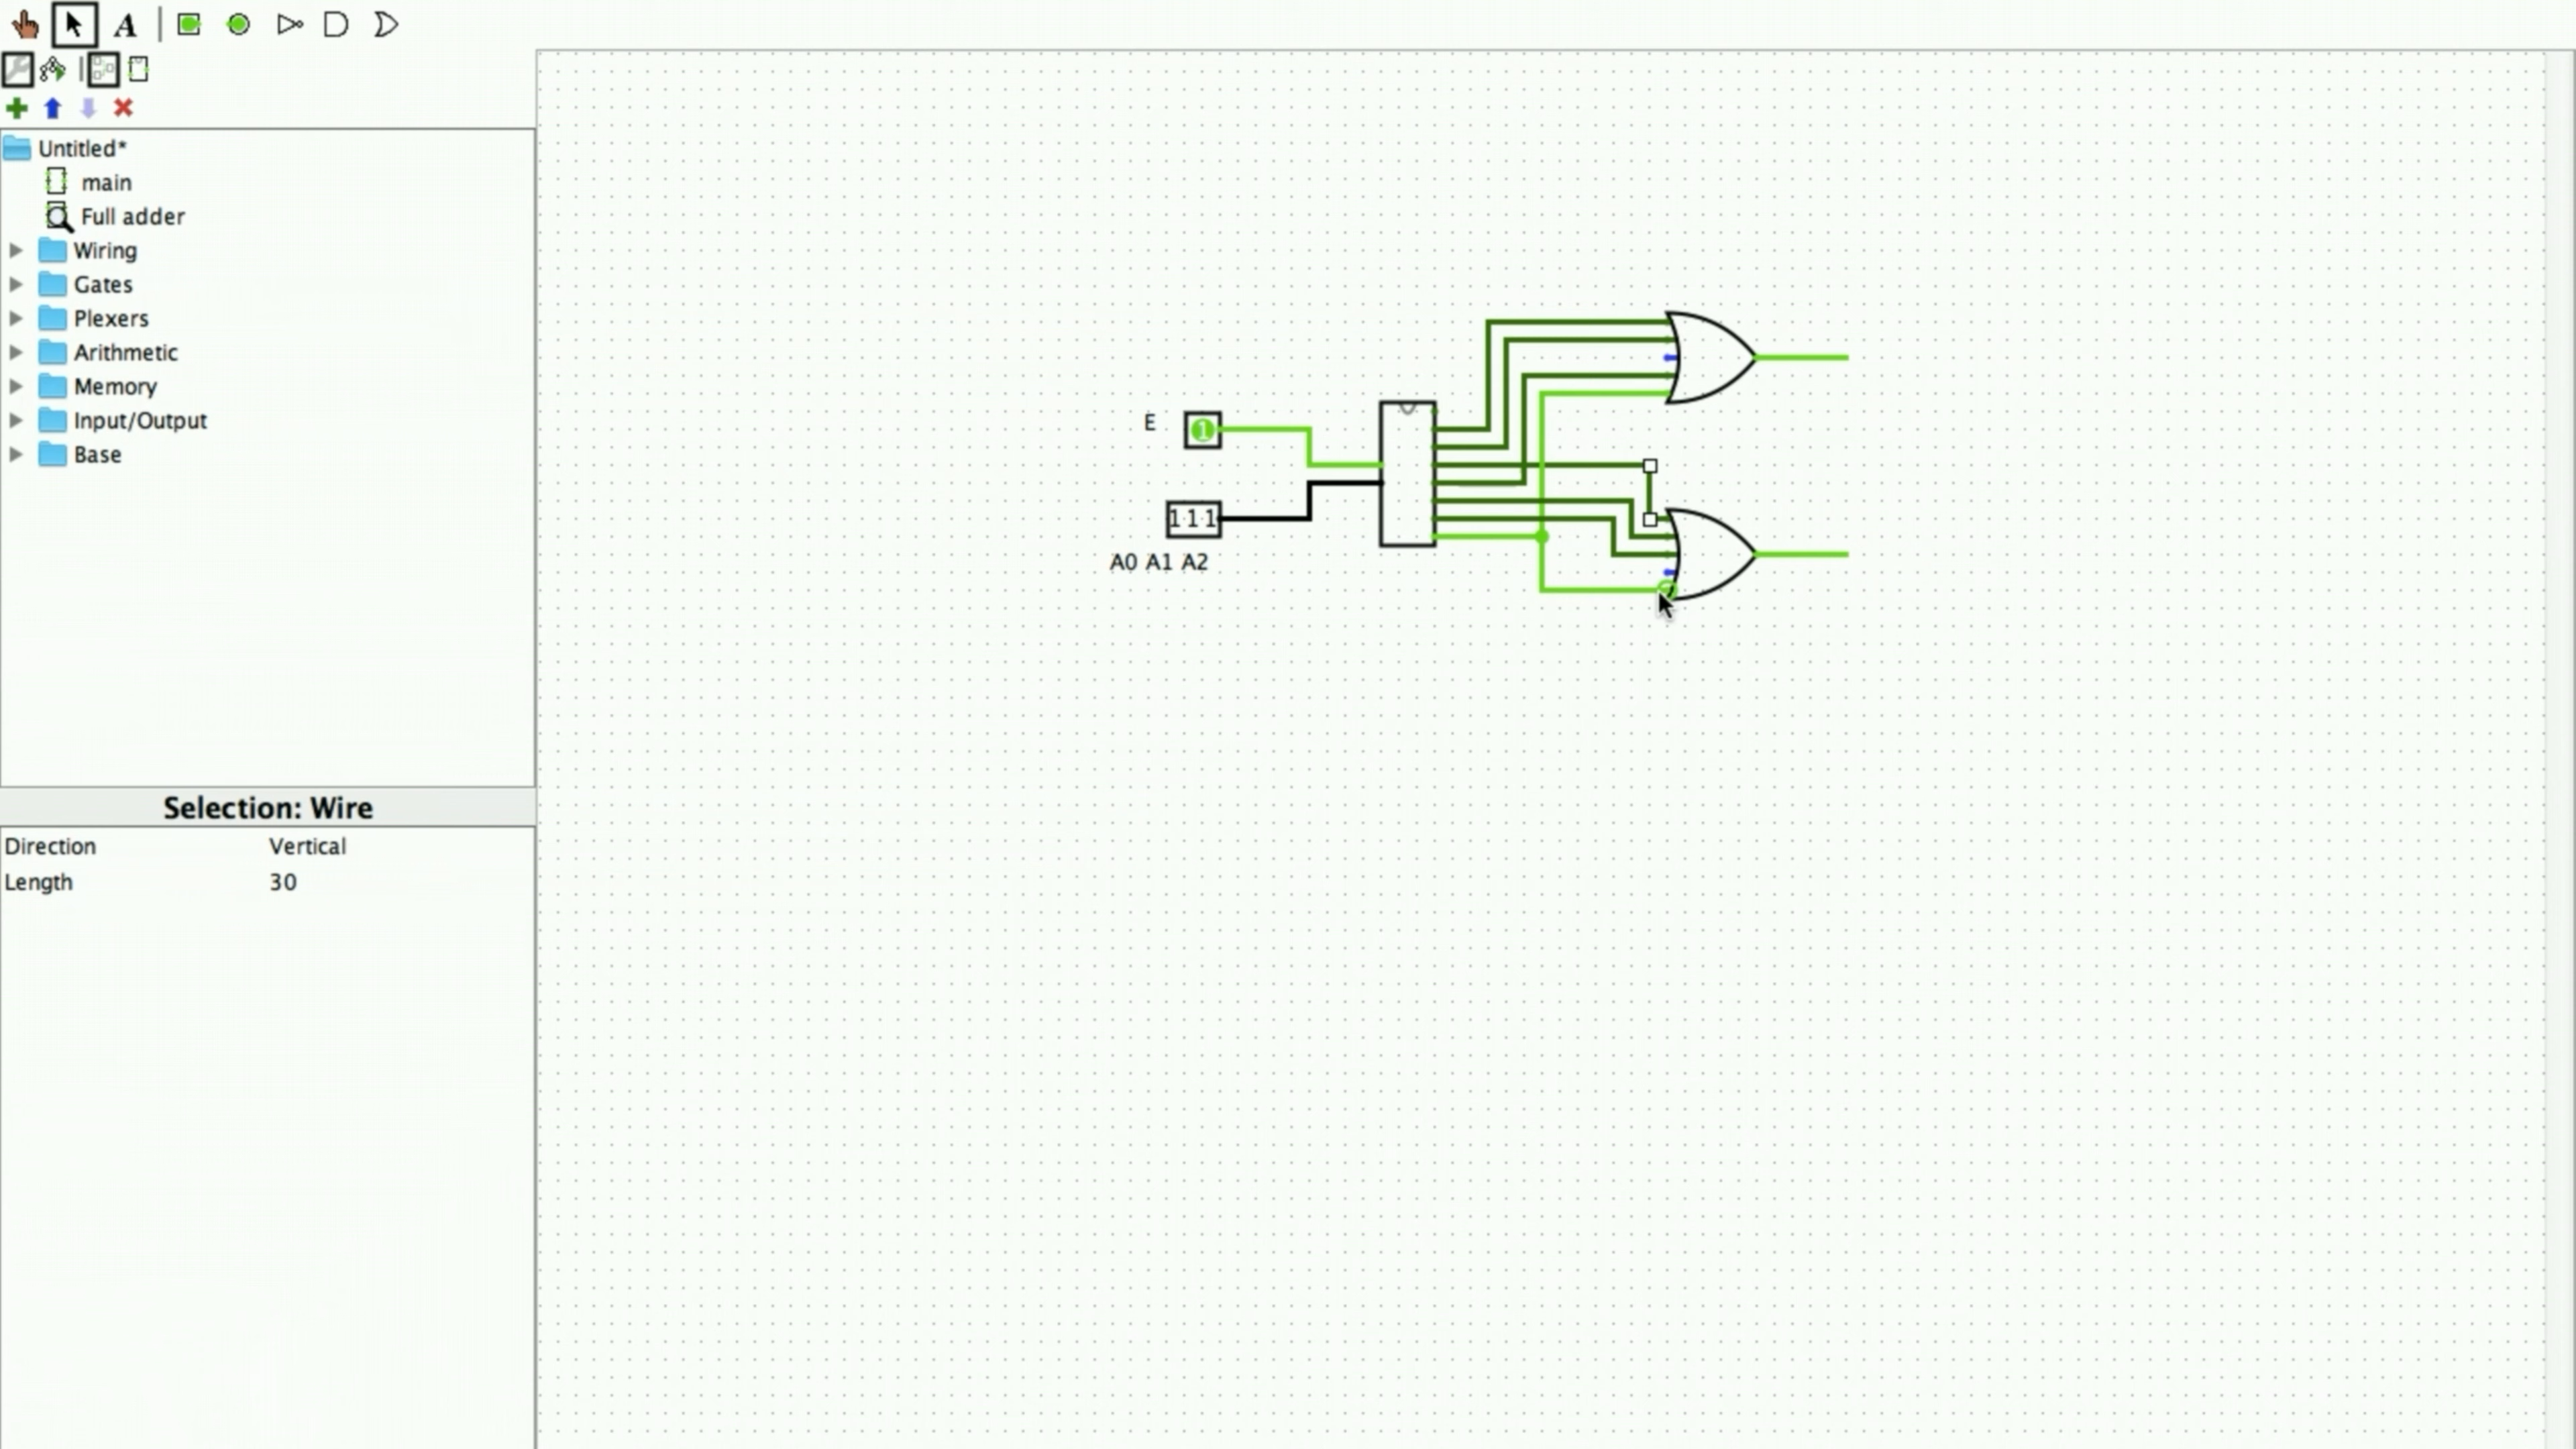 A
Untitled*
main
Full adder
Wiring
Gates
Plexers
Arithmetic
Memory
Input/Output
Base
Selection: Wire
Direction Vertical
Length 30
E
1
1 1 1
A0 A1 A2